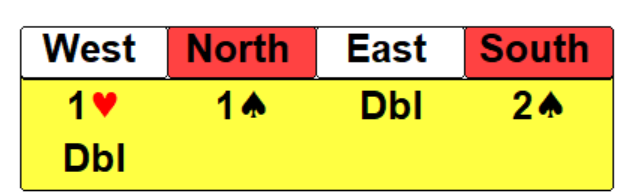 West North East South
1♥ 1♠ Dbl 2♠
Dbl